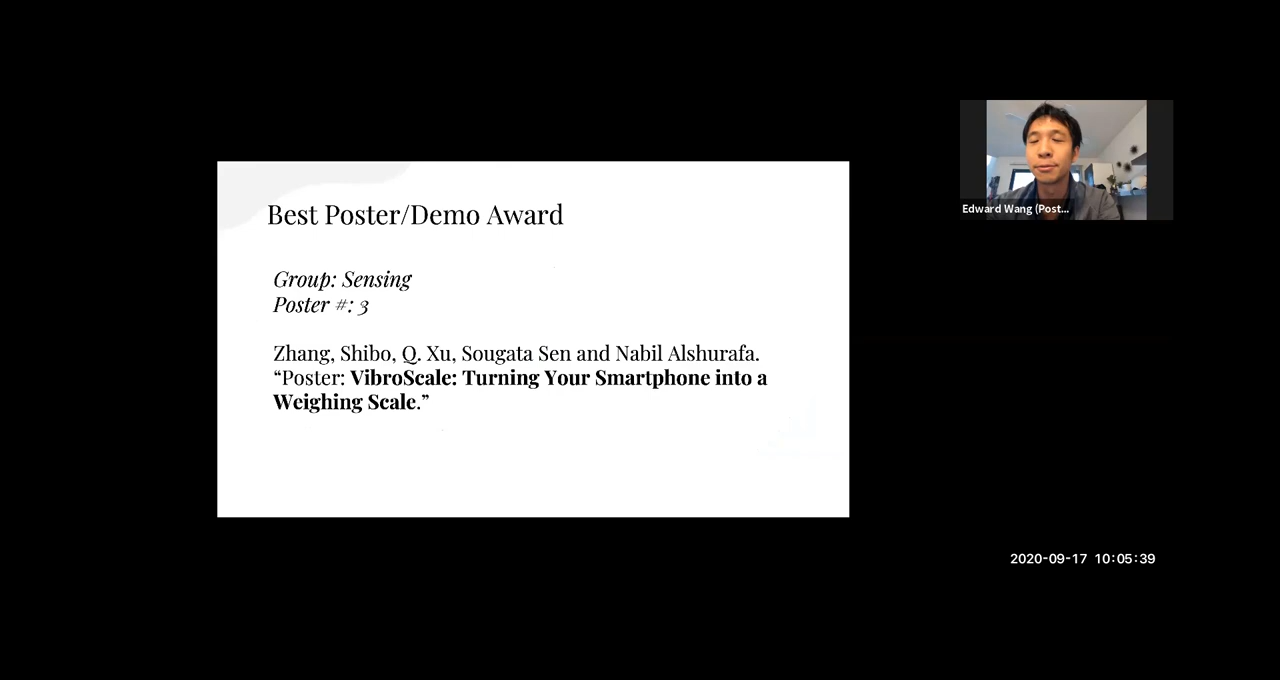 Best Poster/Demo Award
Group: Sensing
Poster #: 3
Zhang, Shibo, Q. Xu, Sougata Sen and Nabil Alshurafa.
“Poster: VibroScale: Turning Your Smartphone into a
Weighing Scale.”
Edward Wang (Post...
2020-09-17 10:05:39